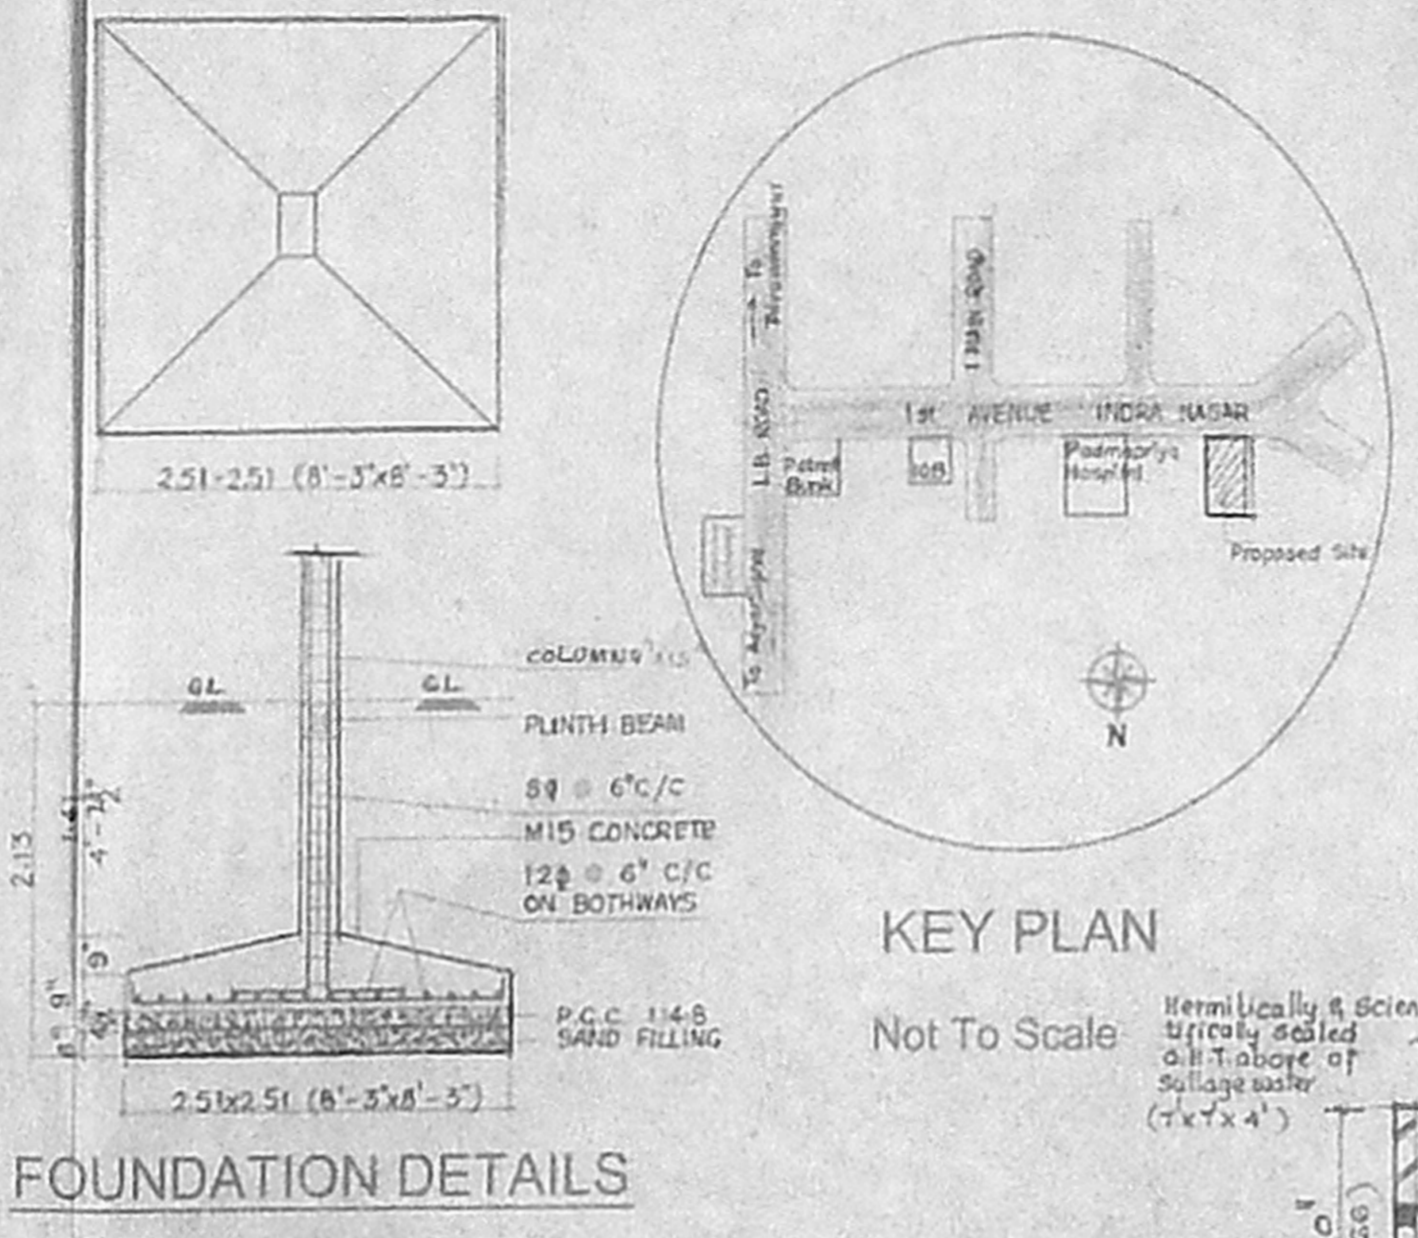 2.51-2.51 (8'-3"x8'-3")
GL
GL
PLINTH BEAM
6"C/C
M15 CONCRETE
@ 6" C/C
ON BOTHWAYS
P.C.C 1:4:8
SAND FILLING
2.13
9"
9"
2.51x2.51 (8'-3"x8'-3")
FOUNDATION DETAILS
To
L.B. ROAD
1st AVENUE INDRA NAGAR
Petrol
Bunk
IOB
Padmapriya
Hospital
Proposed Site
N
KEY PLAN
Not To Scale
Hermitically & Scien
tifically sealed
O.H.T. above of
Sullage water
(7'x7'x4')